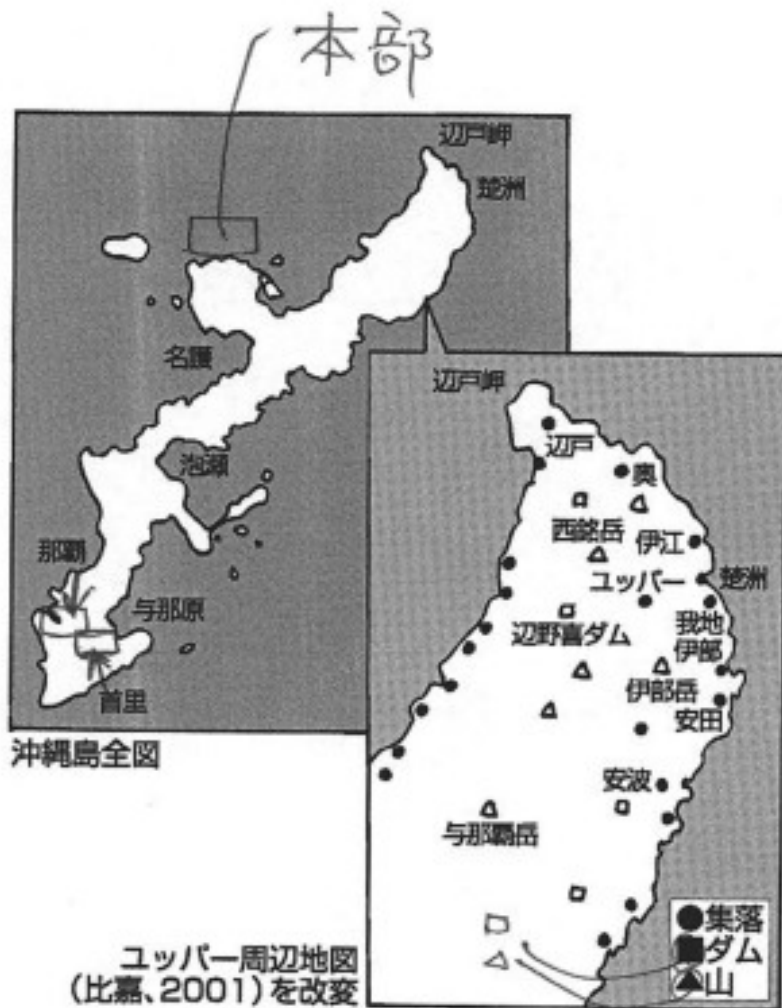 本部
辺戸岬
楚洲
名護
泡瀬
那覇
与那原
首里
沖縄島全図
辺戸岬
辺戸
奥
西銘岳
伊江
ユッパー
楚洲
辺野喜ダム
我地
伊部
伊部岳
安田
安波
与那覇岳
集落
ダム
山
ユッパー周辺地図
(比嘉、2001)を改変